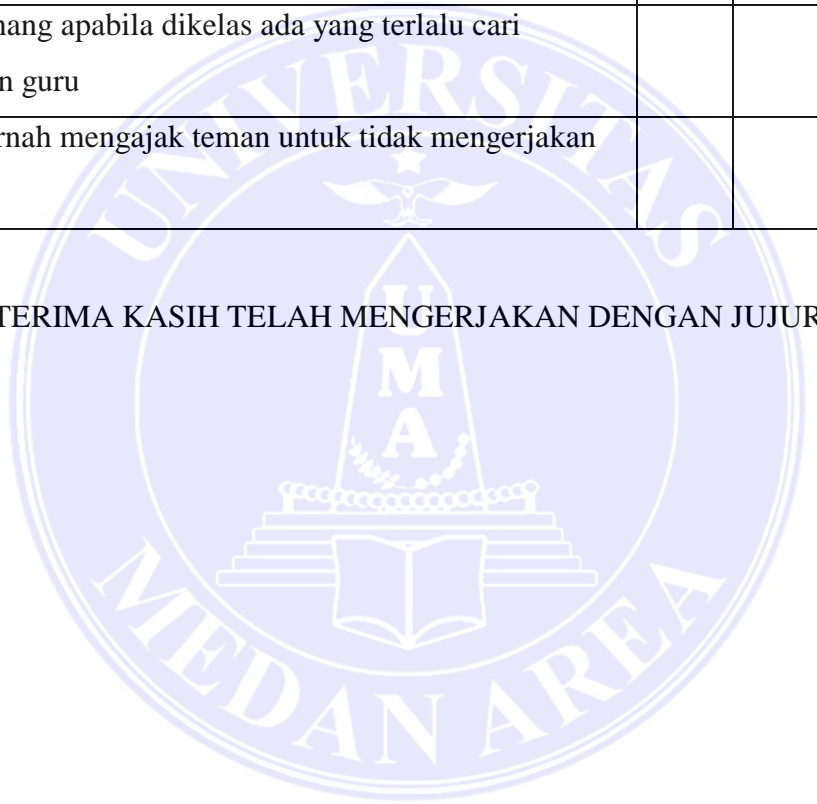 nang apabila dikelas ada yang terlalu cari
n guru
rnah mengajak teman untuk tidak mengerjakan
TERIMA KASIH TELAH MENGERJAKAN DENGAN JUJUR
UNIVERSITAS
U
M
A
MEDAN AREA